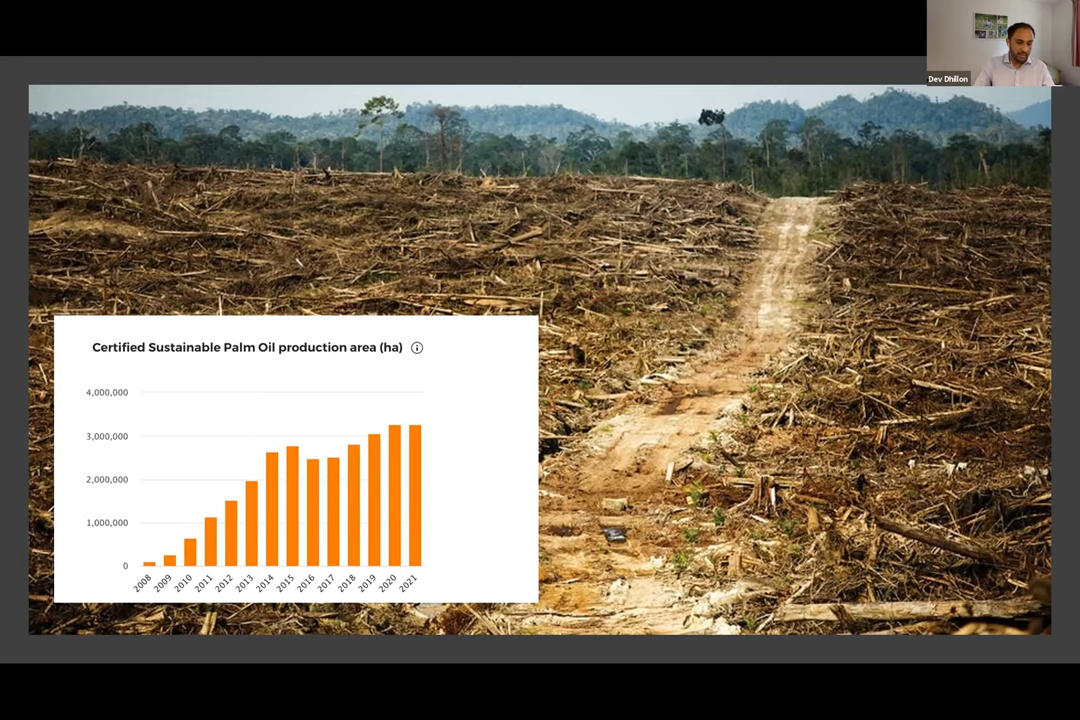 Dev Dhillon
Certified Sustainable Palm Oil production area (ha)
4,000,000
3,000,000
2,000,000
1,000,000
0
2008 2009 2010 2011 2012 2013 2014 2015 2016 2017 2018 2019 2020 2021